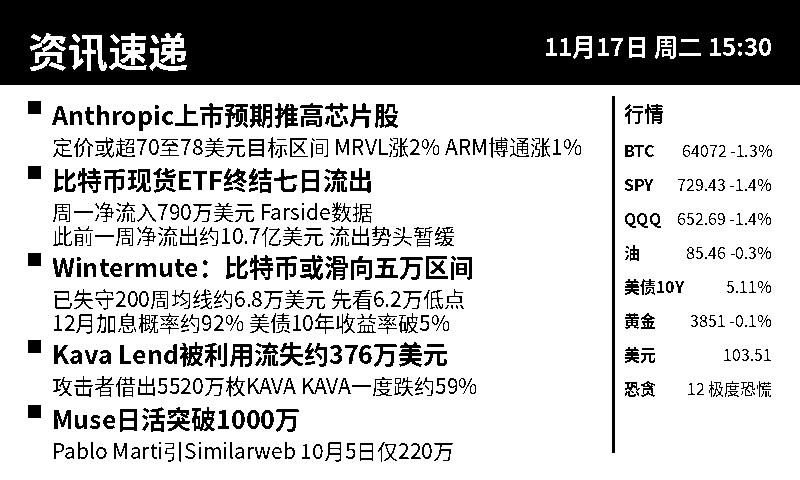 资讯速递
11月17日 周二 15:30
Anthropic上市预期推高芯片股
定价或超70至78美元目标区间 MRVL涨2% ARM博通涨1%
比特币现货ETF终结七日流出
周一净流入790万美元 Farside数据
此前一周净流出约10.7亿美元 流出势头暂缓
Wintermute：比特币或滑向五万区间
已失守200周均线约6.8万美元 先看6.2万低点
12月加息概率约92% 美债10年收益率破5%
Kava Lend被利用流失约376万美元
攻击者借出5520万枚KAVA KAVA一度跌约59%
Muse日活突破1000万
Pablo Marti引Similarweb 10月5日仅220万
行情
BTC 64072 -1.3%
SPY 729.43 -1.4%
QQQ 652.69 -1.4%
油 85.46 -0.3%
美债10Y 5.11%
黄金 3851 -0.1%
美元 103.51
恐贪 12 极度恐慌